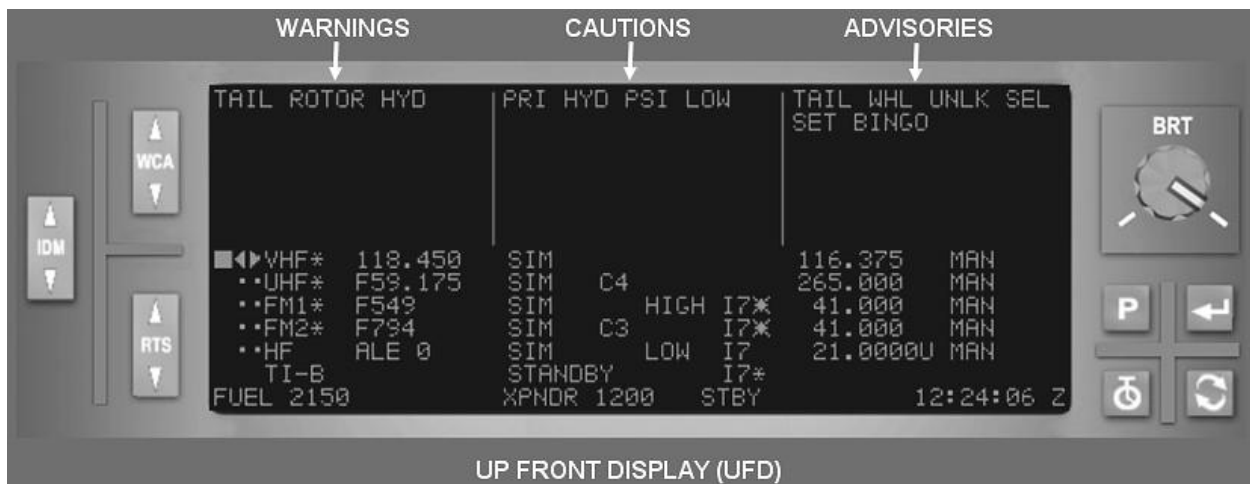 WARNINGS CAUTIONS ADVISORIES
TAIL ROTOR HYD PRI HYD PSI LOW TAIL WHL UNLK SEL
SET BINGO
BRT
WCA
IDM
VHF* 118.450 SIM 116.375 MAN
UHF* F59.175 SIM C4 265.000 MAN
FM1* F549 SIM HIGH I7* 41.000 MAN
P
FM2* F794 SIM C3 I7* 41.000 MAN
RTS
HF ALE 0 SIM LOW I7 21.0000U MAN
TI-B STANDBY I7*
FUEL 2150 XPNDR 1200 STBY 12:24:06 Z
UP FRONT DISPLAY (UFD)